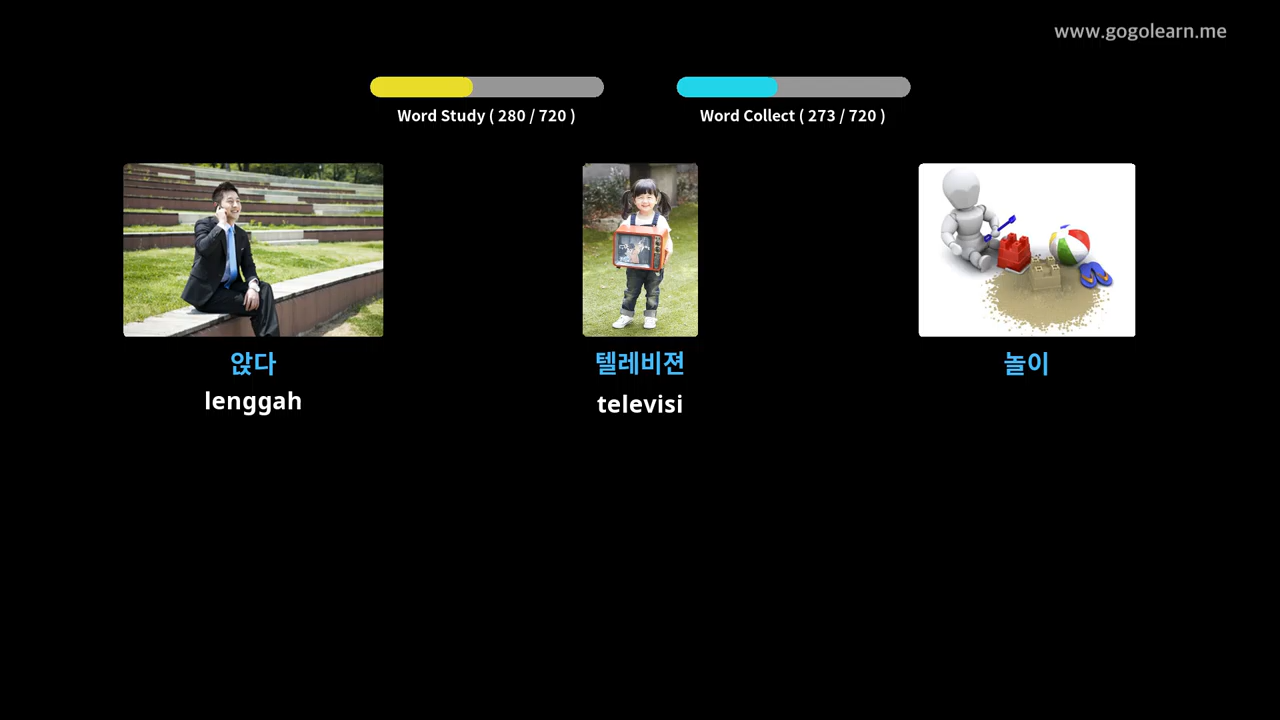 www.gogolearn.me
Word Study ( 280 / 720 )
Word Collect ( 273 / 720 )
앉다
lenggah
텔레비젼
televisi
놀이